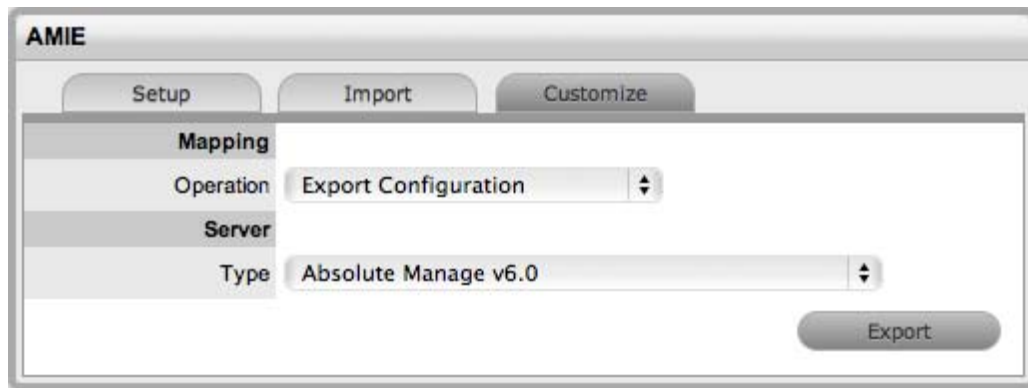 AMIE
Setup Import Customize
Mapping
Operation Export Configuration
Server
Type Absolute Manage v6.0
Export